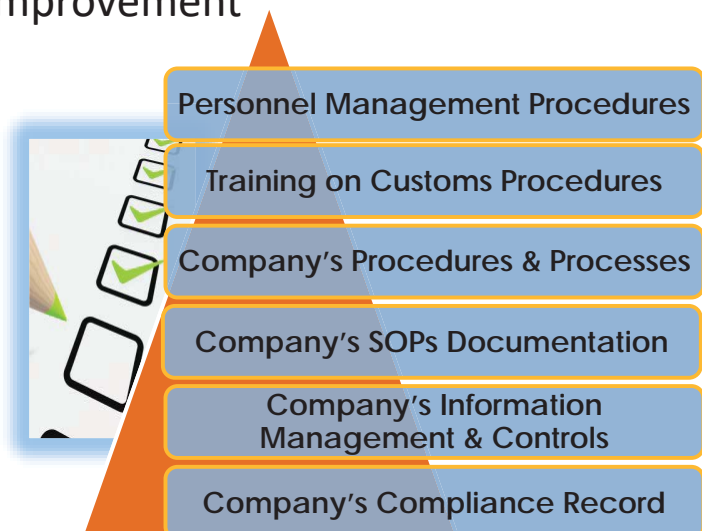 mprovement
Personnel Management Procedures
Training on Customs Procedures
Company's Procedures & Processes
Company's SOPs Documentation
Company's Information
Management & Controls
Company's Compliance Record